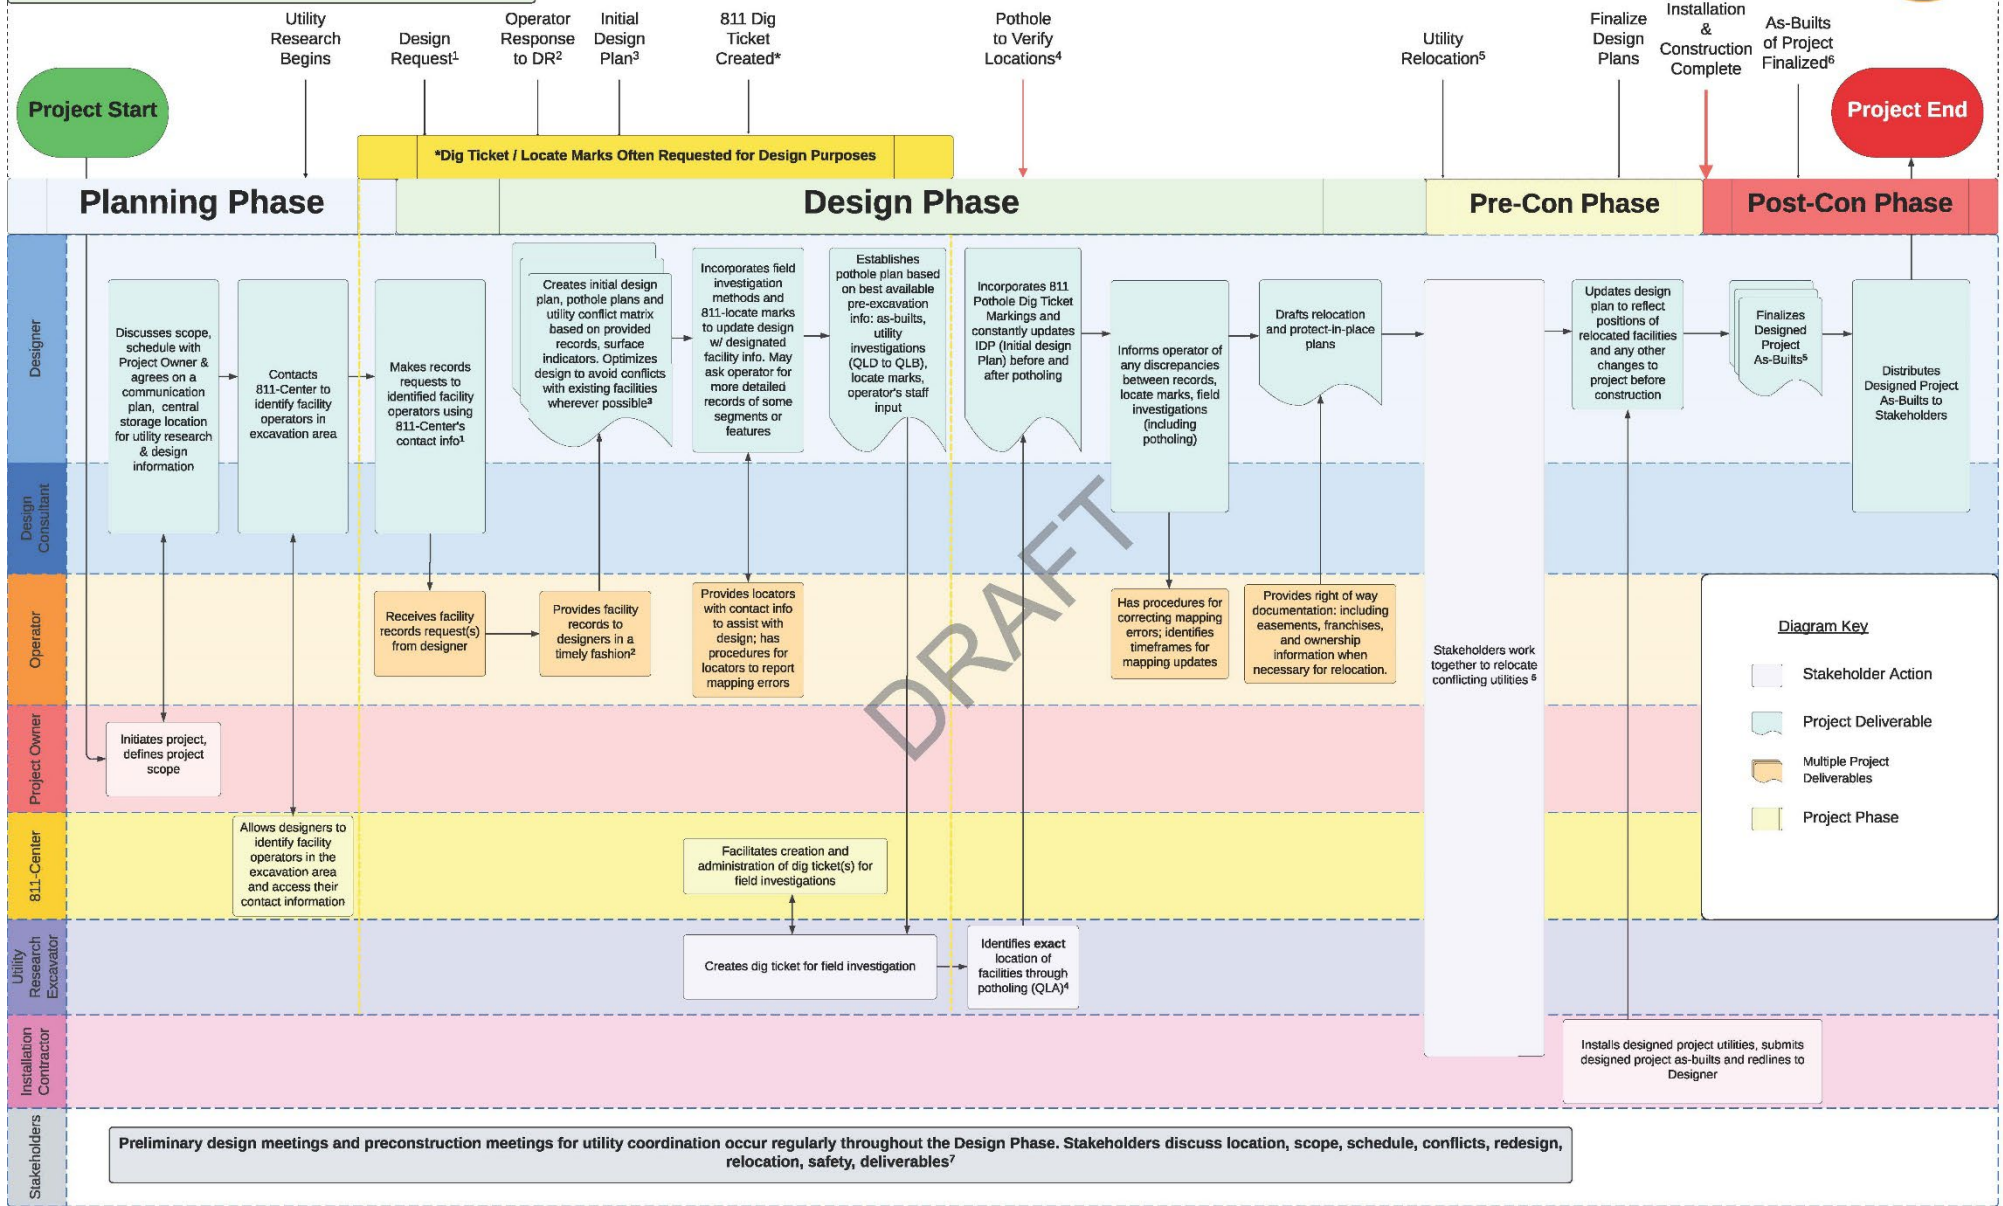 Utility
Research
Begins
Design
Request¹
Operator
Response
to DR²
Initial
Design
Plan³
811 Dig
Ticket
Created*
Pothole
to Verify
Locations⁴
Utility
Relocation⁵
Finalize
Design
Plans
Installation
&
Construction
Complete
As-Builts
of Project
Finalized⁶
Project Start
Project End
*Dig Ticket / Locate Marks Often Requested for Design Purposes
Planning Phase
Design Phase
Pre-Con Phase
Post-Con Phase
Designer
Discusses scope,
schedule with
Project Owner &
agrees on a
communication
plan, central
storage location
for utility research
& design
information
Contacts
811-Center to
identify facility
operators in
excavation area
Makes records
requests to
identified facility
operators using
811-Center's
contact info¹
Creates initial design
plan, pothole plans and
utility conflict matrix
based on provided
records, surface
indicators. Optimizes
design to avoid conflicts
with existing facilities
wherever possible³
Incorporates field
investigation
methods and
811-locate marks
to update design
w/ designated
facility info. May
ask operator for
more detailed
records of some
segments or
features
Establishes
pothole plan based
on best available
pre-excavation
info: as-builts,
utility
investigations
(QLD to QLB),
locate marks,
operator's staff
input
Incorporates 811
Pothole Dig Ticket
Markings and
constantly updates
IDP (Initial design
Plan) before and
after potholing
Informs operator of
any discrepancies
between records,
locate marks, field
investigations
(including
potholing)
Drafts relocation
and protect-in-place
plans
Updates design
plan to reflect
positions of
relocated facilities
and any other
changes to
project before
construction
Finalizes
Designed
Project
As-Builts⁵
Distributes
Designed Project
As-Builts to
Stakeholders
Design
Consultant
Operator
Receives facility
records request(s)
from designer
Provides facility
records to
designers in a
timely fashion²
Provides locators
with contact info
to assist with
design; has
procedures for
locators to report
mapping errors
Has procedures for
correcting mapping
errors; identifies
timeframes for
mapping updates
Provides right of way
documentation: including
easements, franchises,
and ownership
information when
necessary for relocation.
Stakeholders work
together to relocate
conflicting utilities ⁵
DRAFT
Diagram Key
Stakeholder Action
Project Deliverable
Multiple Project
Deliverables
Project Phase
Project Owner
Initiates project,
defines project
scope
811-Center
Allows designers to
identify facility
operators in the
excavation area
and access their
contact information
Facilitates creation and
administration of dig ticket(s) for
field investigations
Utility
Research
Excavator
Creates dig ticket for field investigation
Identifies exact
location of
facilities through
potholing (QLA)⁴
Installation
Contractor
Installs designed project utilities, submits
designed project as-builts and redlines to
Designer
Stakeholders
Preliminary design meetings and preconstruction meetings for utility coordination occur regularly throughout the Design Phase. Stakeholders discuss location, scope, schedule, conflicts, redesign,
relocation, safety, deliverables⁷